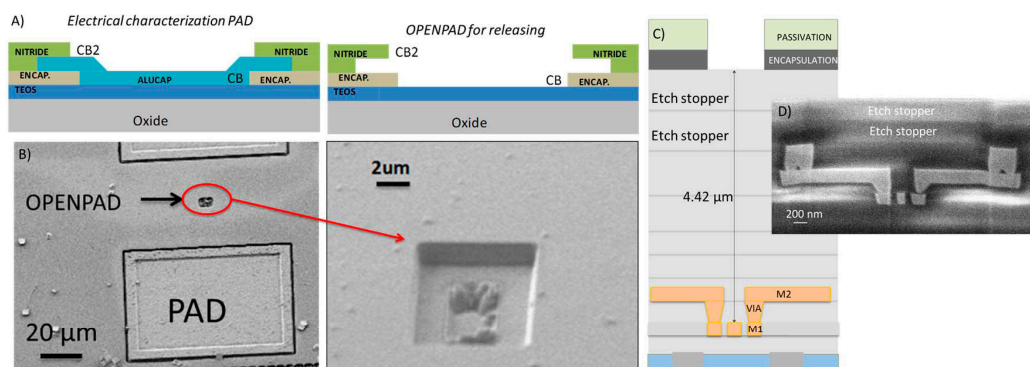 A)
Electrical characterization PAD
NITRIDE
CB2
NITRIDE
ENCAP.
ALUCAP
CB
ENCAP.
TEOS
Oxide
OPENPAD for releasing
NITRIDE
CB2
NITRIDE
ENCAP.
CB
ENCAP.
TEOS
Oxide
B)
OPENPAD
PAD
20 μm
2um
C)
PASSIVATION
ENCAPSULATION
Etch stopper
Etch stopper
4.42 μm
M2
VIA
M1
D)
Etch stopper
Etch stopper
200 nm